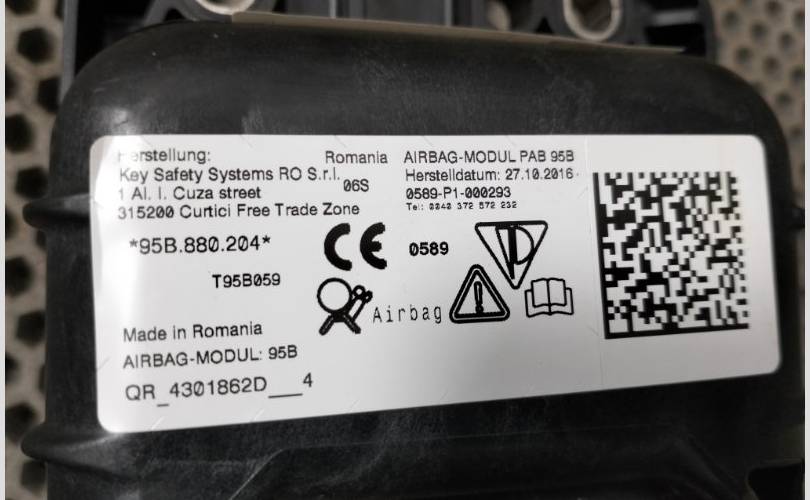 Herstellung:
Romania
Key Safety Systems RO S.r.l.
1 Al. I. Cuza street
06S
315200 Curtici Free Trade Zone
AIRBAG-MODUL PAB 95B
Herstelldatum: 27.10.2016
0589-P1-000293
Tel: 0040 372 572 232
*95B.880.204*
CE 0589
T95B059
Airbag
Made in Romania
AIRBAG-MODUL: 95B
QR_4301862D___4